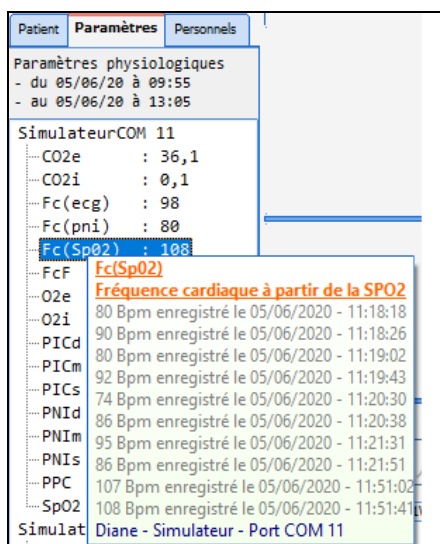 Patient Paramètres Personnels
Paramètres physiologiques
- du 05/06/20 à 09:55
- au 05/06/20 à 13:05
SimulateurCOM 11
CO2e : 36,1
CO2i : 0,1
Fc(ecg) : 98
Fc(pni) : 80
Fc(Sp02) : 108
FcF
O2e
O2i
PICd
PICm
PICs
PNId
PNIm
PNIs
PPC
SpO2
Simulat
Fc(Sp02)
Fréquence cardiaque à partir de la SPO2
80 Bpm enregistré le 05/06/2020 - 11:18:18
90 Bpm enregistré le 05/06/2020 - 11:18:26
80 Bpm enregistré le 05/06/2020 - 11:19:02
92 Bpm enregistré le 05/06/2020 - 11:19:43
74 Bpm enregistré le 05/06/2020 - 11:20:30
86 Bpm enregistré le 05/06/2020 - 11:20:38
95 Bpm enregistré le 05/06/2020 - 11:21:31
86 Bpm enregistré le 05/06/2020 - 11:21:51
107 Bpm enregistré le 05/06/2020 - 11:51:02
108 Bpm enregistré le 05/06/2020 - 11:51:41
Diane - Simulateur - Port COM 11